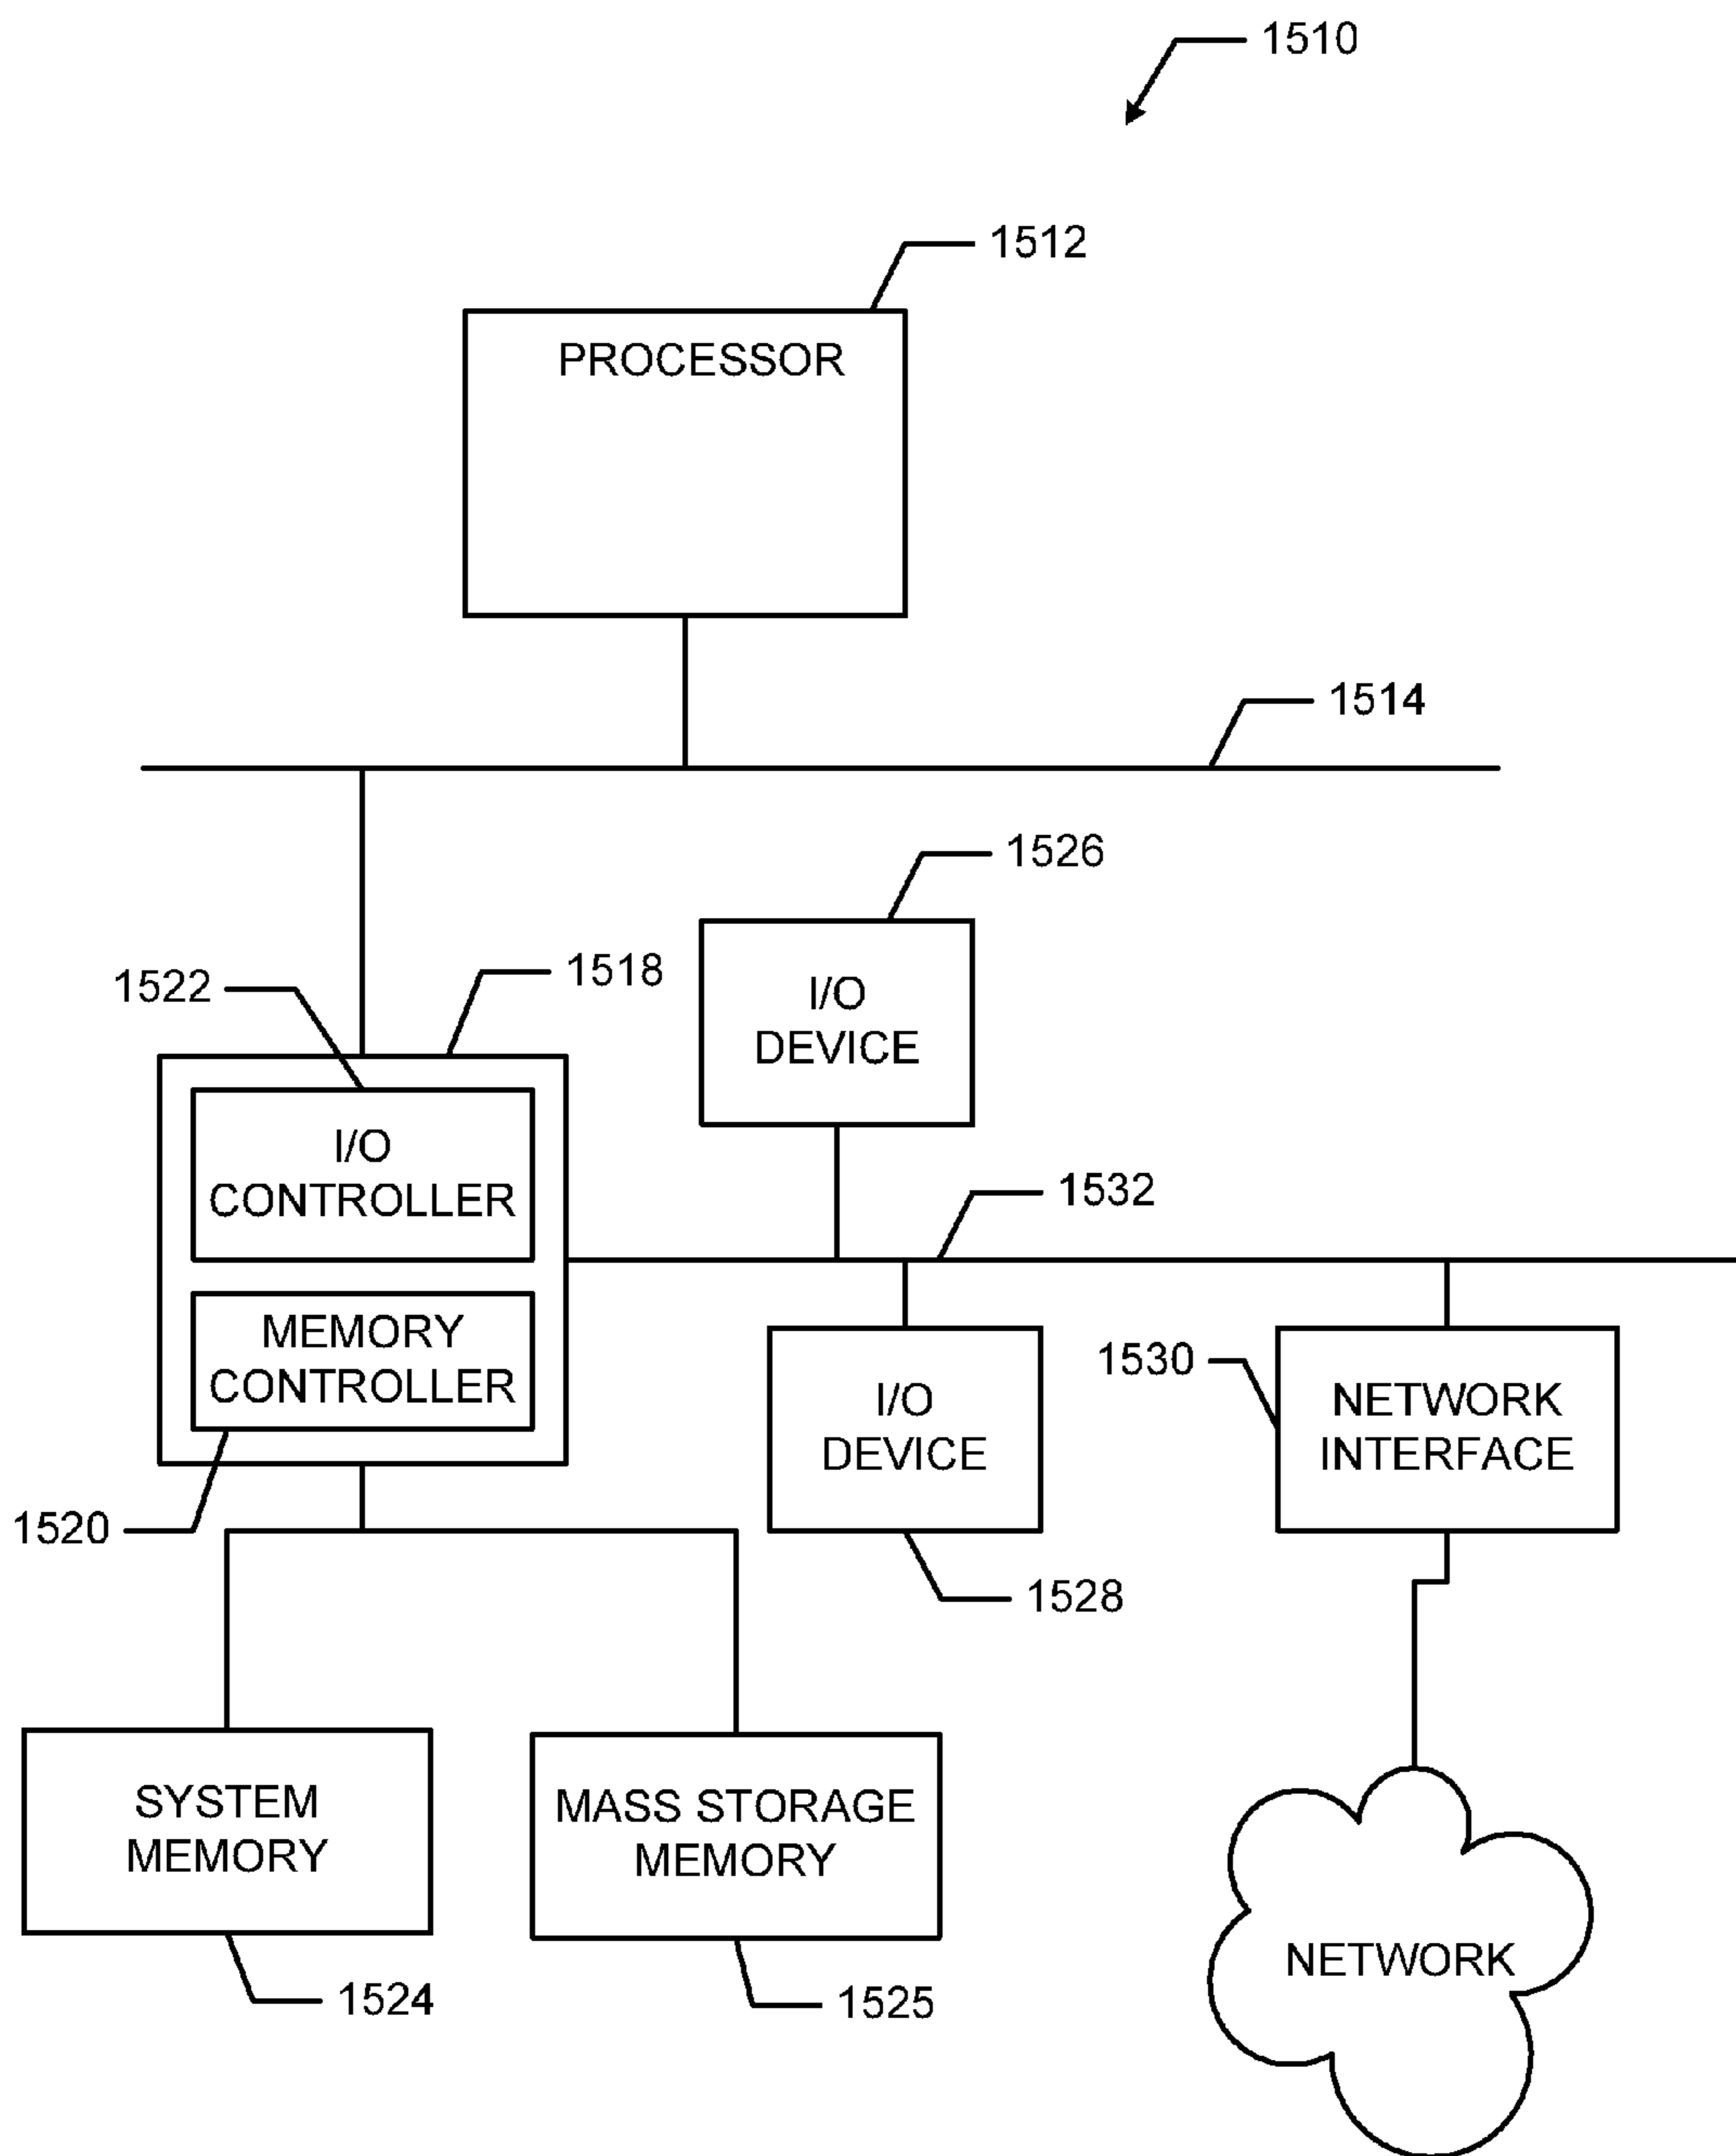 1510
1512
PROCESSOR
1514
1526
1522
1518
I/O
DEVICE
I/O
CONTROLLER
1532
MEMORY
CONTROLLER
1530
I/O
DEVICE
NETWORK
INTERFACE
1520
1528
SYSTEM
MEMORY
MASS STORAGE
MEMORY
NETWORK
1524
1525